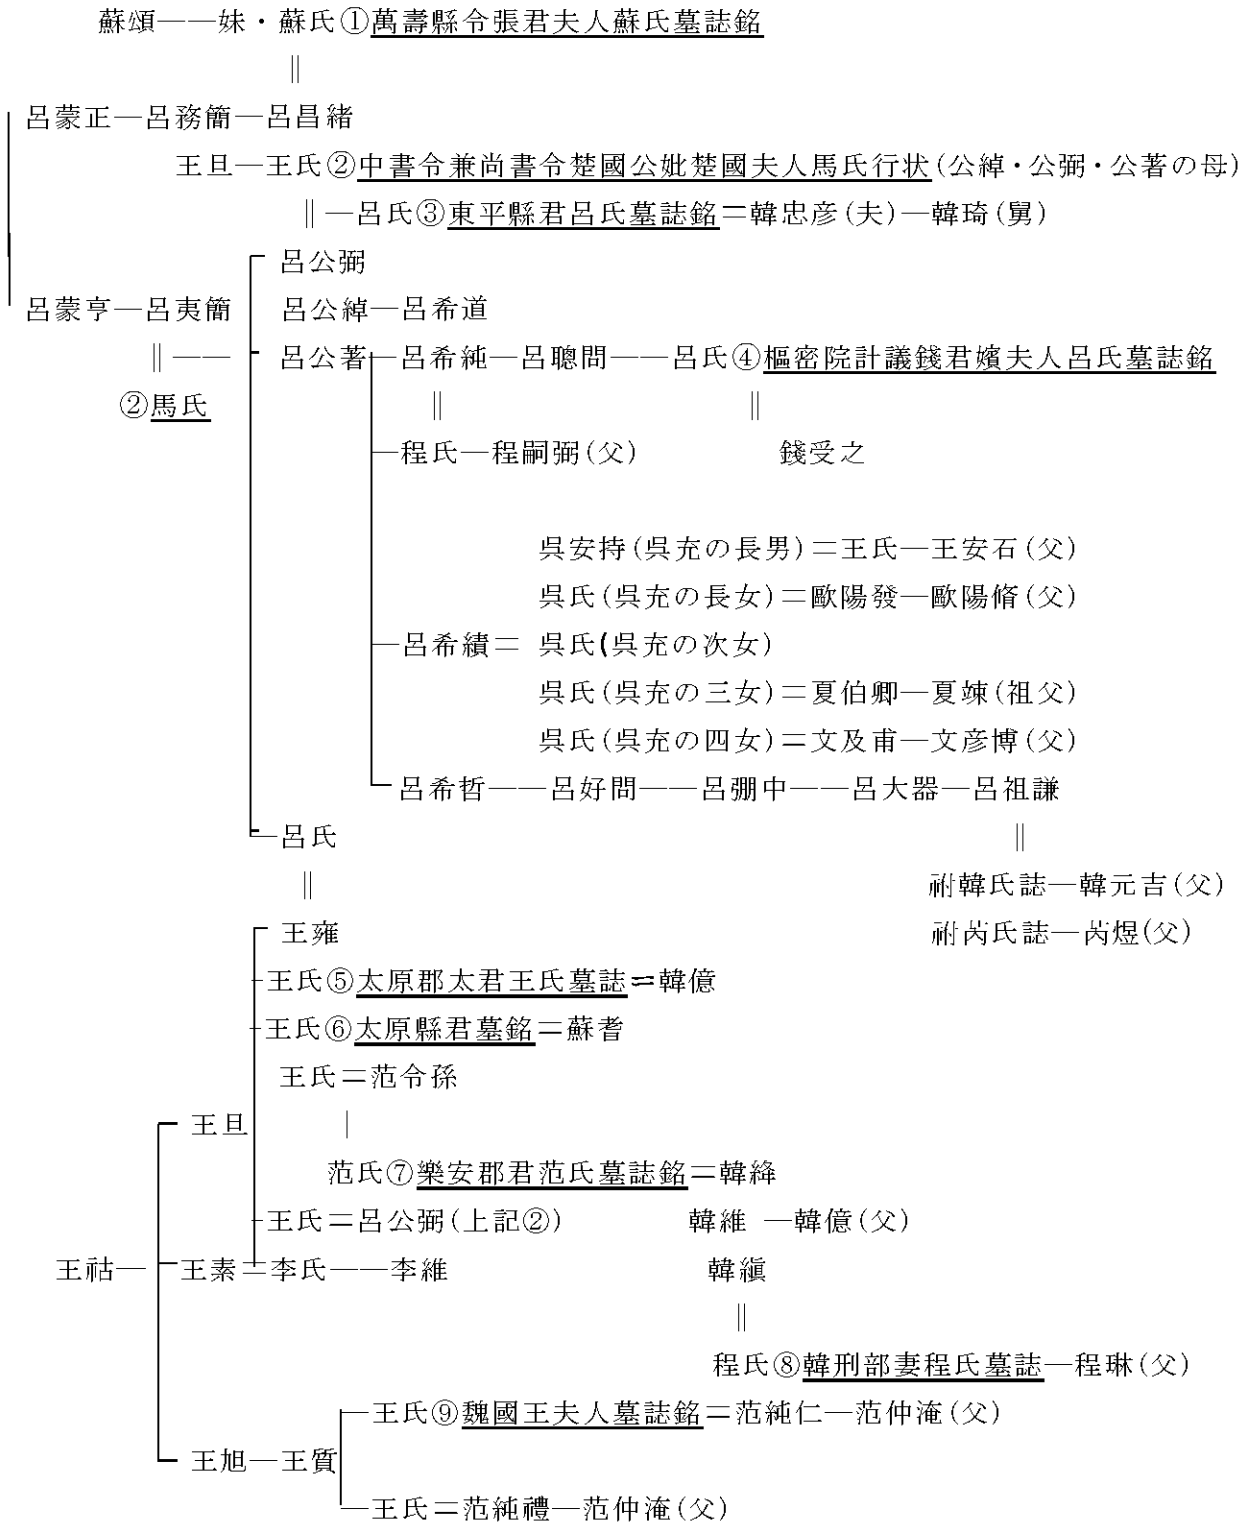 蘇頌——妹・蘇氏①萬壽縣令張君夫人蘇氏墓誌銘
||
呂蒙正—呂務簡—呂昌緒
王旦—王氏②中書令兼尚書令楚國公妣楚國夫人馬氏行状(公綽・公弼・公著の母)
||—呂氏③東平縣君呂氏墓誌銘＝韓忠彦(夫)—韓琦(舅)
呂公弼
呂蒙亨—呂夷簡 呂公綽—呂希道
||—— 呂公著—呂希純—呂聰問——呂氏④樞密院計議錢君嬪夫人呂氏墓誌銘
②馬氏 || ||
—程氏—程嗣弼(父) 錢受之
呉安持(呉充の長男)＝王氏—王安石(父)
呉氏(呉充の長女)＝歐陽發—歐陽脩(父)
—呂希績＝ 呉氏(呉充の次女)
呉氏(呉充の三女)＝夏伯卿—夏竦(祖父)
呉氏(呉充の四女)＝文及甫—文彦博(父)
呂希哲——呂好問——呂弸中——呂大器—呂祖謙
—呂氏 ||
|| 祔韓氏誌—韓元吉(父)
王雍 祔芮氏誌—芮煜(父)
王氏⑤太原郡太君王氏墓誌＝韓億
王氏⑥太原縣君墓銘＝蘇耆
王氏＝范令孫
王旦 |
范氏⑦樂安郡君范氏墓誌銘＝韓絳
王氏＝呂公弼(上記②) 韓維 —韓億(父)
王祜— 王素＝李氏——李維 韓縝
||
程氏⑧韓刑部妻程氏墓誌—程琳(父)
—王氏⑨魏國王夫人墓誌銘＝范純仁—范仲淹(父)
王旭—王質
—王氏＝范純禮—范仲淹(父)